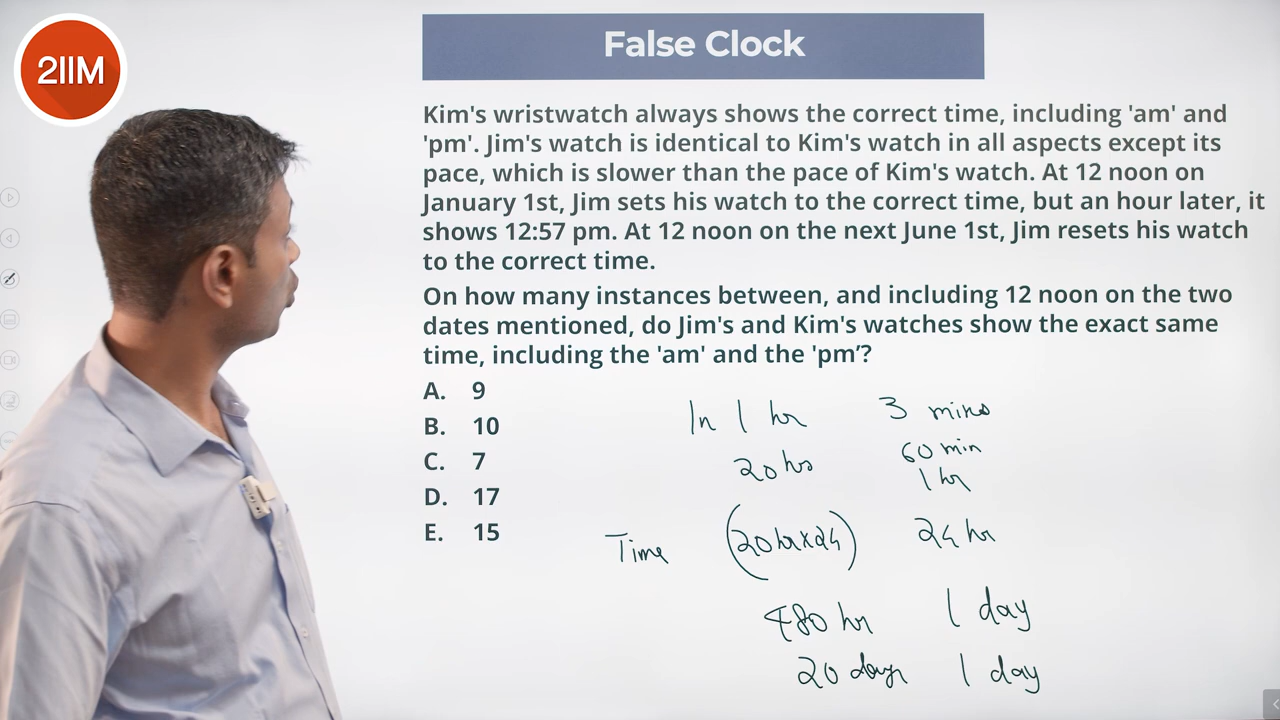 2IIM
False Clock
Kim's wristwatch always shows the correct time, including 'am' and
'pm'. Jim's watch is identical to Kim's watch in all aspects except its
pace, which is slower than the pace of Kim's watch. At 12 noon on
January 1st, Jim sets his watch to the correct time, but an hour later, it
shows 12:57 pm. At 12 noon on the next June 1st, Jim resets his watch
to the correct time.
On how many instances between, and including 12 noon on the two
dates mentioned, do Jim's and Kim's watches show the exact same
time, including the 'am' and the 'pm’?
A. 9
B. 10
C. 7
D. 17
E. 15
In 1 hr 3 mins
20 hrs 60 min
1 hr
Time (20 hr x 24) 24 hr
480 hr 1 day
20 days 1 day